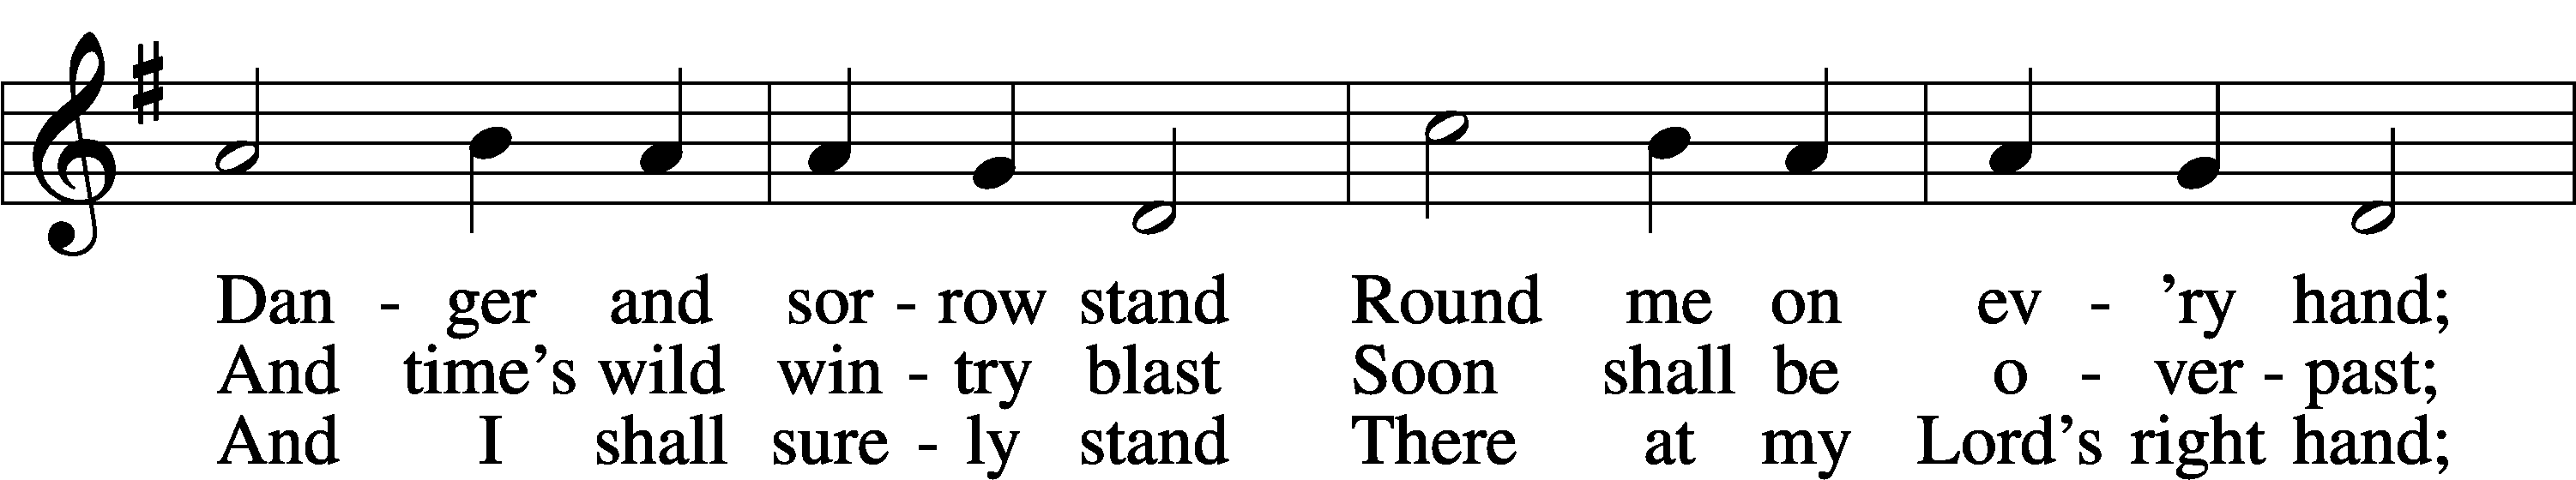 Dan - ger and sor - row stand Round me on ev - ’ry hand;
And time’s wild win - try blast Soon shall be o - ver - past;
And I shall sure - ly stand There at my Lord’s right hand;